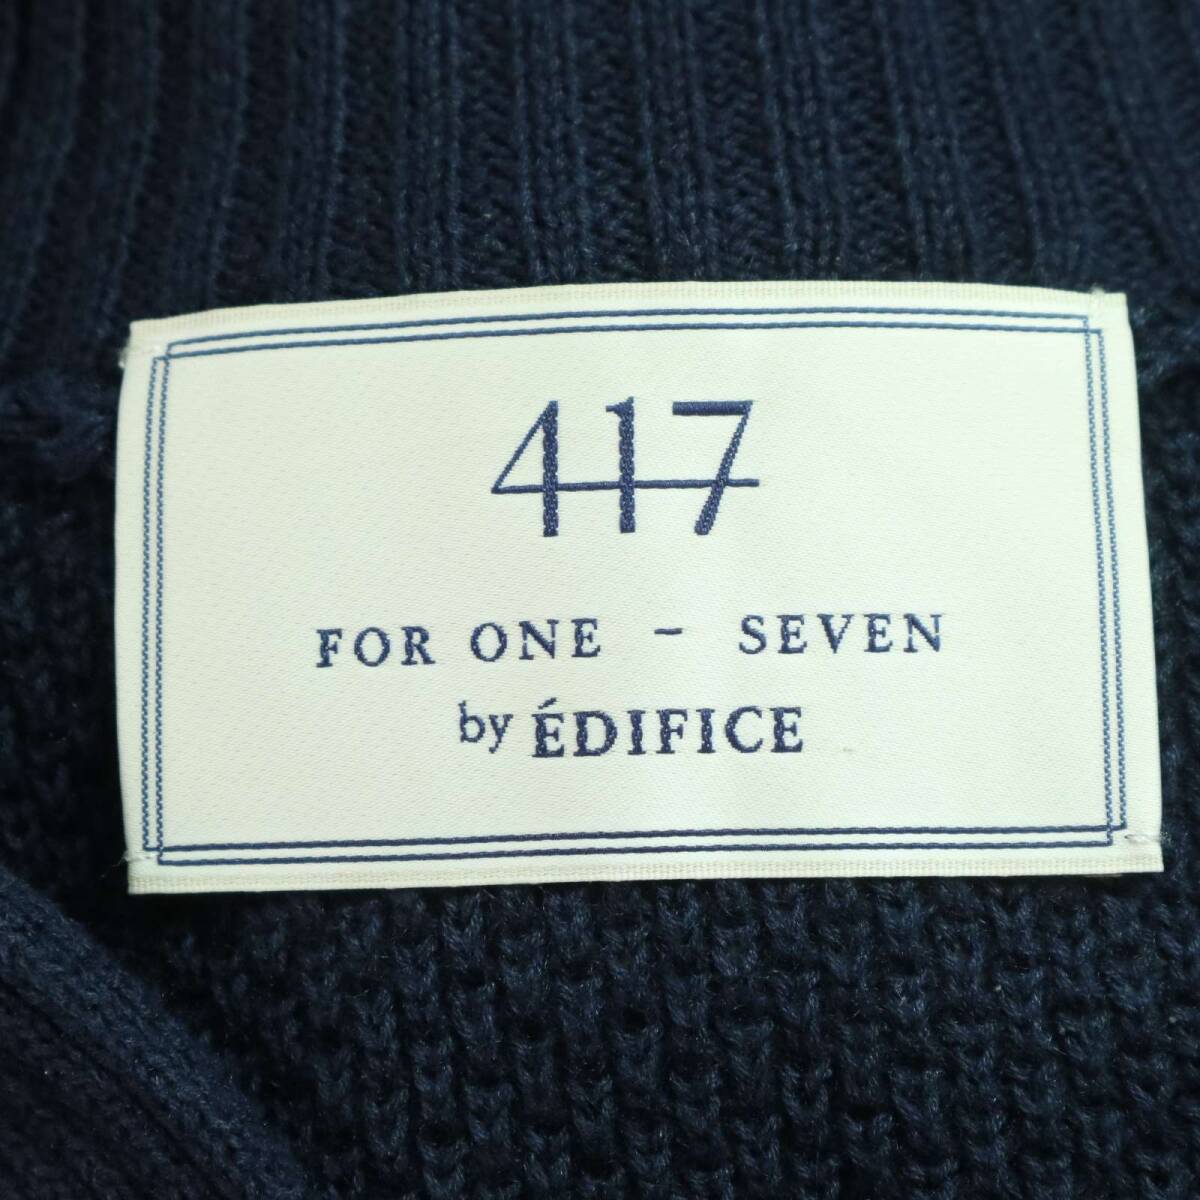 417
FOR ONE - SEVEN
by ÉDIFICE